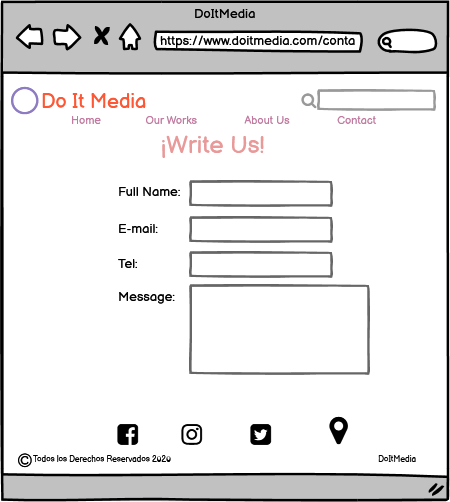 DoItMedia
https://www.doitmedia.com/conta
Do It Media
Home Our Works About Us Contact
¡Write Us!
Full Name:
E-mail:
Tel:
Message:
© Todos los Derechos Reservados 2020 DoItMedia